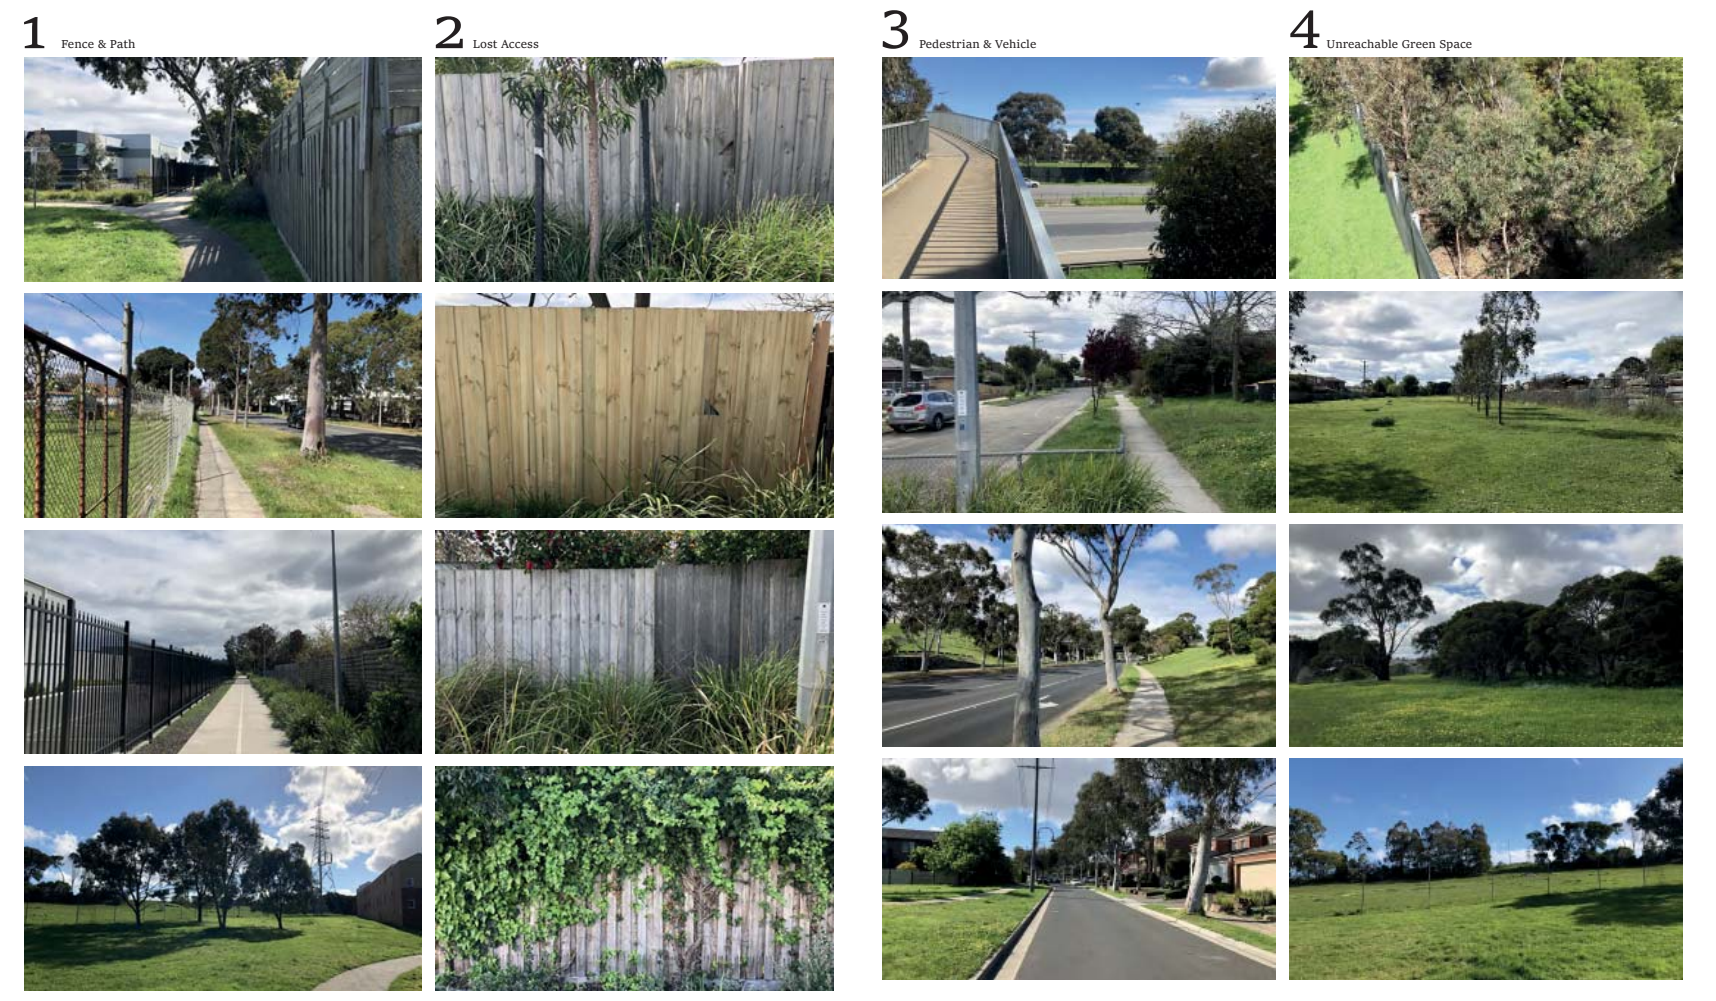 1 Fence & Path
2 Lost Access
3 Pedestrian & Vehicle
4 Unreachable Green Space